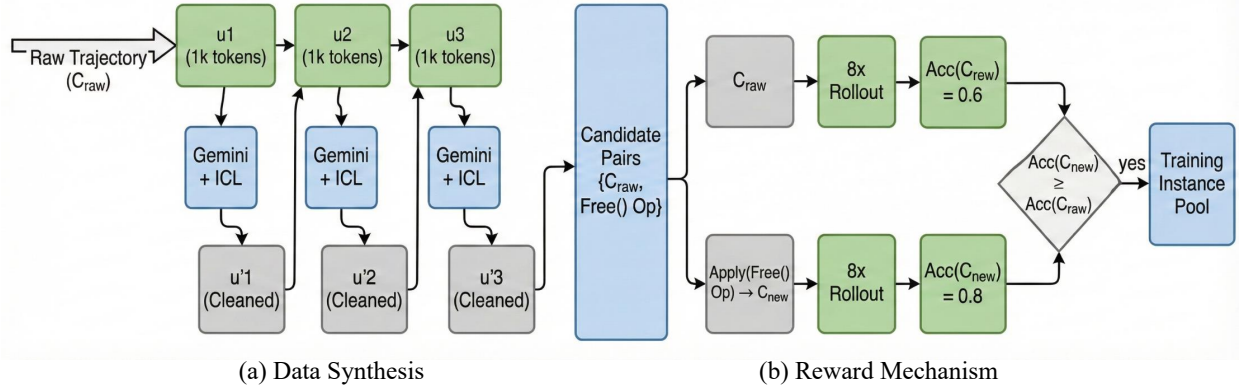 Raw Trajectory
(C_raw)
u1
(1k tokens)
u2
(1k tokens)
u3
(1k tokens)
Gemini
+ ICL
Gemini
+ ICL
Gemini
+ ICL
u'1
(Cleaned)
u'2
(Cleaned)
u'3
(Cleaned)
Candidate
Pairs
{C_raw,
Free() Op}
C_raw
8x
Rollout
Acc(C_rew)
= 0.6
Apply(Free()
Op) → C_new
8x
Rollout
Acc(C_new)
= 0.8
Acc(C_new)
≥
Acc(C_raw)
yes
Training
Instance
Pool
(a) Data Synthesis
(b) Reward Mechanism